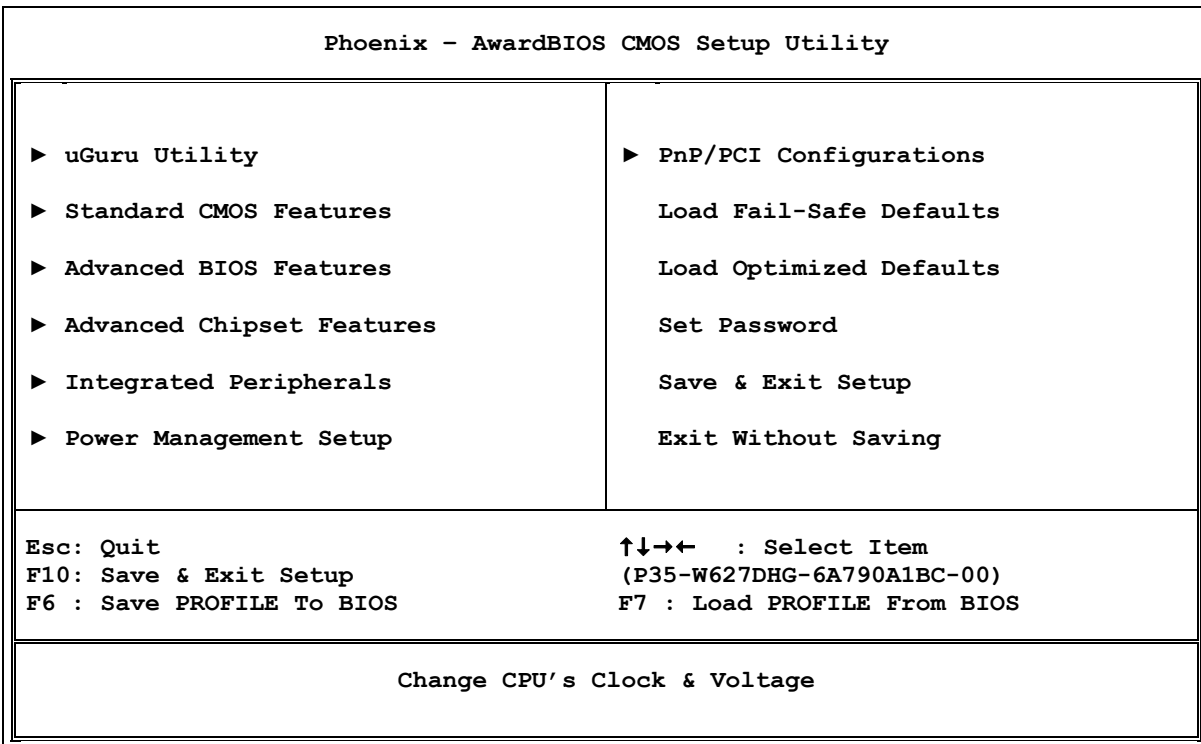 Phoenix – AwardBIOS CMOS Setup Utility
► uGuru Utility
► Standard CMOS Features
► Advanced BIOS Features
► Advanced Chipset Features
► Integrated Peripherals
► Power Management Setup
► PnP/PCI Configurations
Load Fail-Safe Defaults
Load Optimized Defaults
Set Password
Save & Exit Setup
Exit Without Saving
Esc: Quit
F10: Save & Exit Setup
F6 : Save PROFILE To BIOS
↑↓→← : Select Item
(P35-W627DHG-6A790A1BC-00)
F7 : Load PROFILE From BIOS
Change CPU’s Clock & Voltage